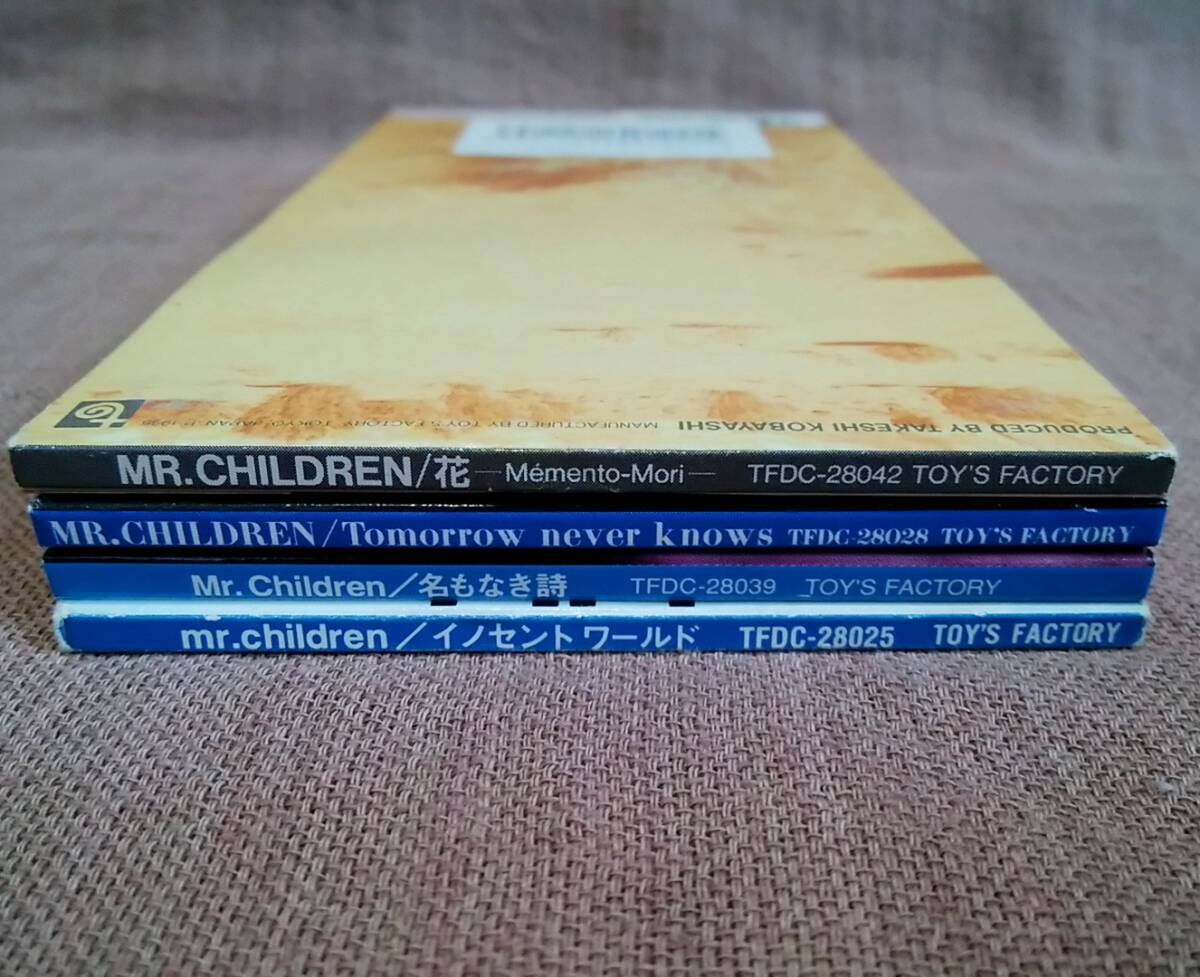 PRODUCED BY TAKESHI KOBAYASHI
MANUFACTURED BY TOY'S FACTORY, TOKYO, JAPAN
MR.CHILDREN/花 —Mémento-Mori— TFDC-28042 TOY'S FACTORY
MR.CHILDREN/Tomorrow never knows TFDC-28028 TOY'S FACTORY
Mr. Children/名もなき詩 TFDC-28039 TOY'S FACTORY
mr.children/イノセント ワールド TFDC-28025 TOY'S FACTORY